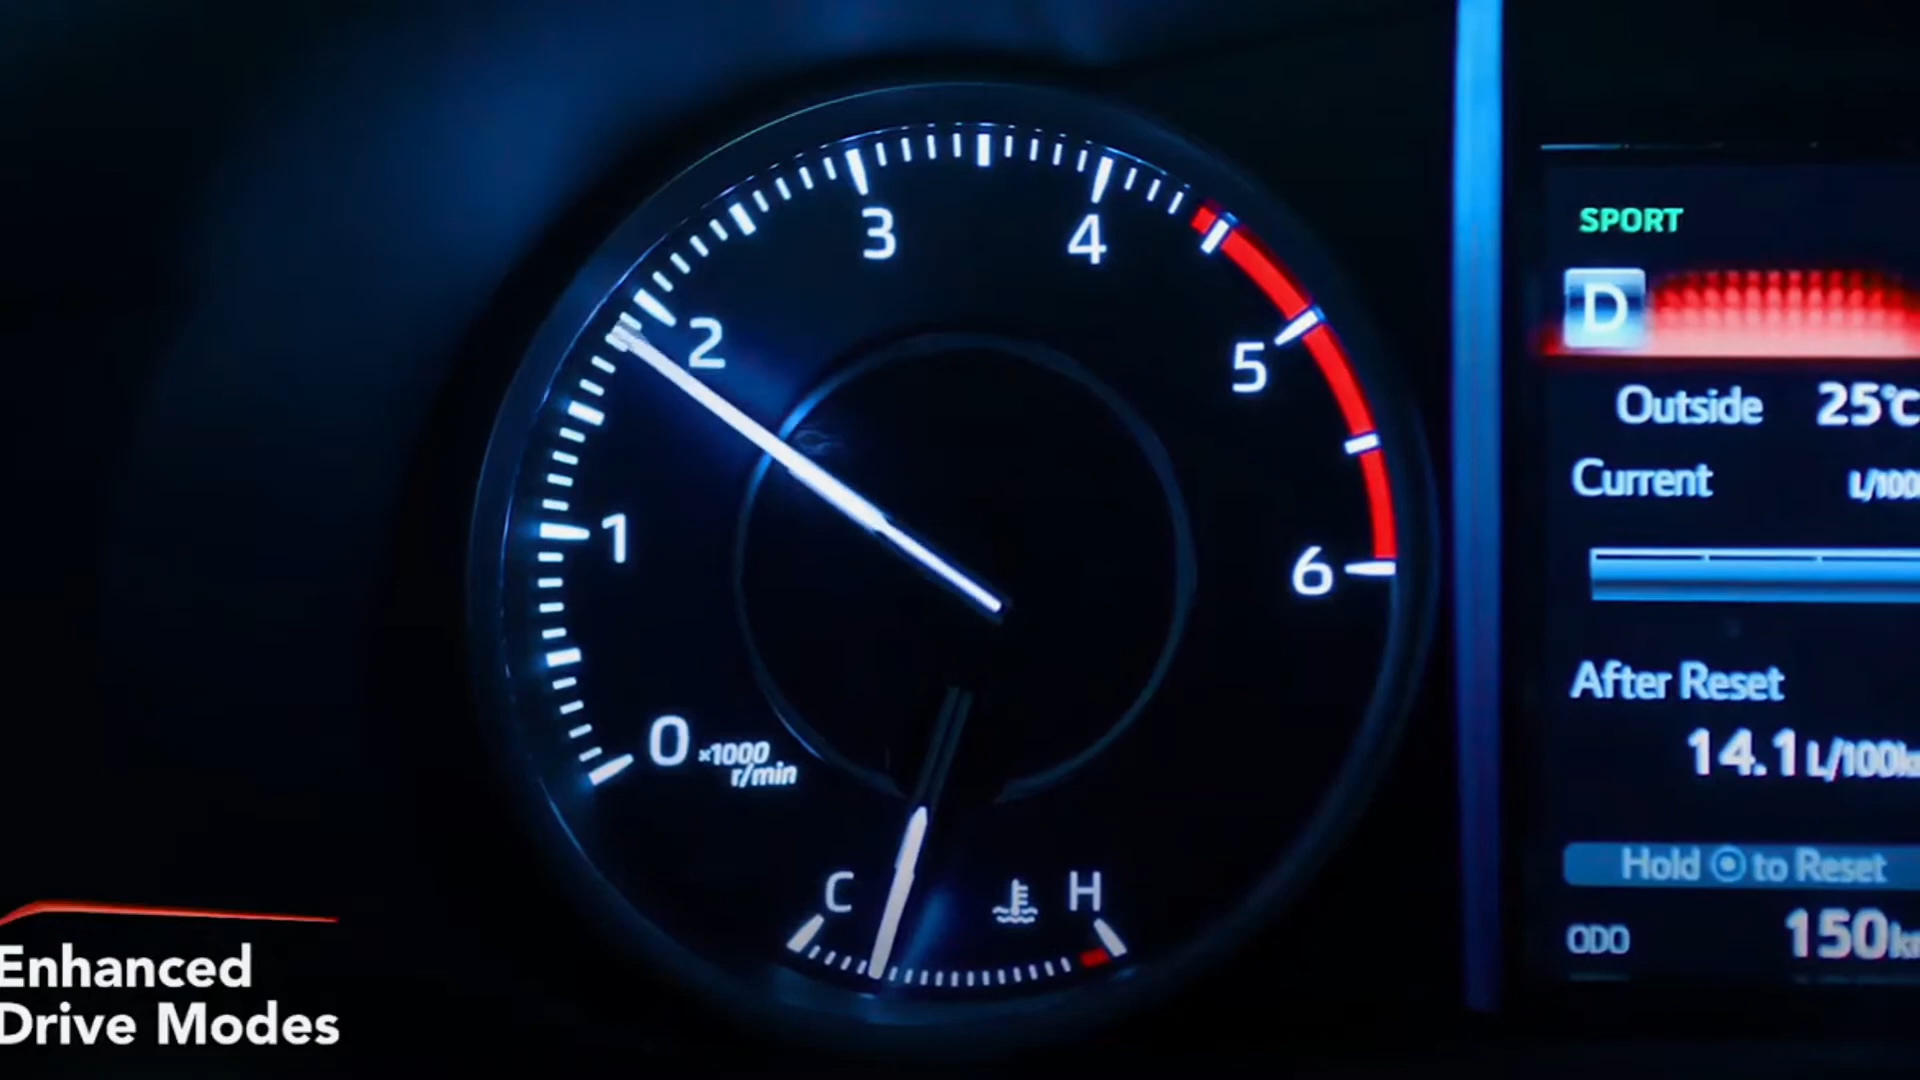 3
4
2
5
1
6
0
×1000
r/min
C
H
SPORT
D
Outside 25°C
Current L/100
After Reset
14.1 L/100k
Hold to Reset
ODO 150k
Enhanced
Drive Modes